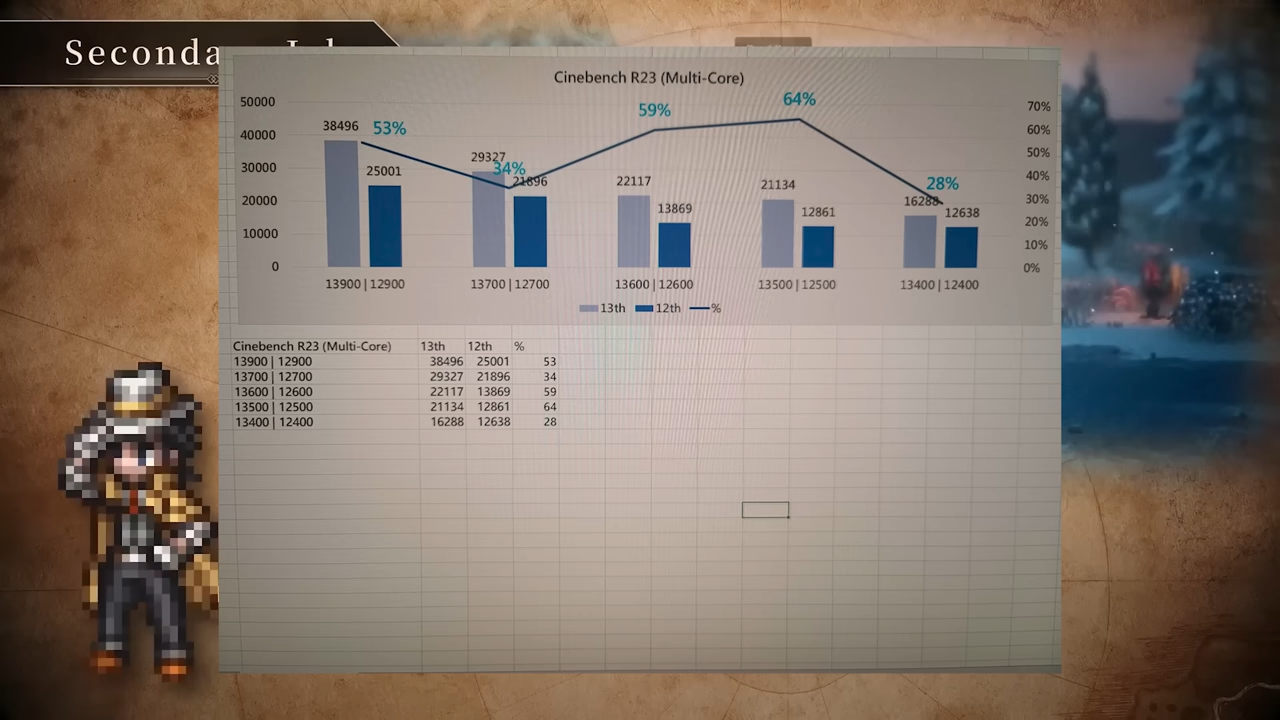 Seconda
Cinebench R23 (Multi-Core)
50000
40000
30000
20000
10000
0
70%
60%
50%
40%
30%
20%
10%
0%
38496
53%
25001
29327
34%
21896
59%
22117
13869
64%
21134
12861
28%
16288
12638
13900 | 12900
13700 | 12700
13600 | 12600
13500 | 12500
13400 | 12400
13th
12th
%
Cinebench R23 (Multi-Core) 13th 12th %
13900 | 12900 38496 25001 53
13700 | 12700 29327 21896 34
13600 | 12600 22117 13869 59
13500 | 12500 21134 12861 64
13400 | 12400 16288 12638 28